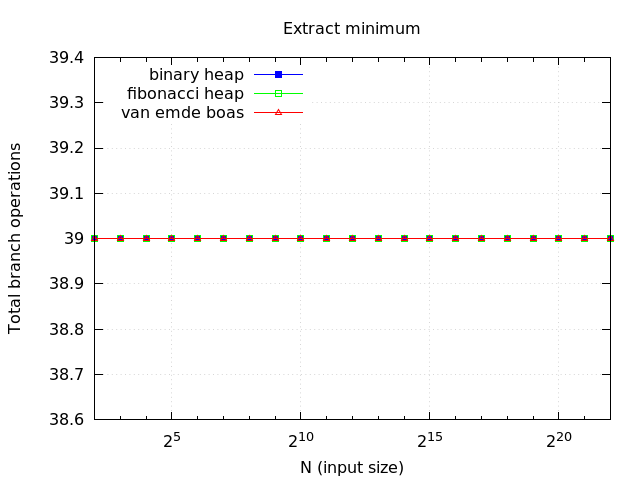 Extract minimum
39.4
39.3
39.2
39.1
39
38.9
38.8
38.7
38.6
Total branch operations
binary heap
fibonacci heap
van emde boas
2^5 2^10 2^15 2^20
N (input size)